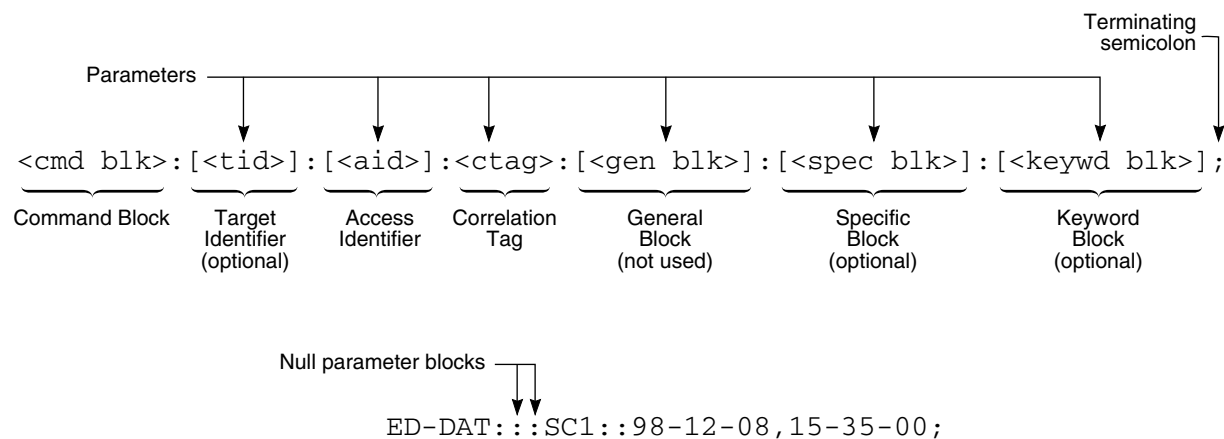 Terminating
semicolon
Parameters
<cmd blk>:[<tid>]:[<aid>]:<ctag>:[<gen blk>]:[<spec blk>]:[<keywd blk>];
Command Block
Target
Identifier
(optional)
Access
Identifier
Correlation
Tag
General
Block
(not used)
Specific
Block
(optional)
Keyword
Block
(optional)
Null parameter blocks
ED-DAT:::SC1::98-12-08,15-35-00;